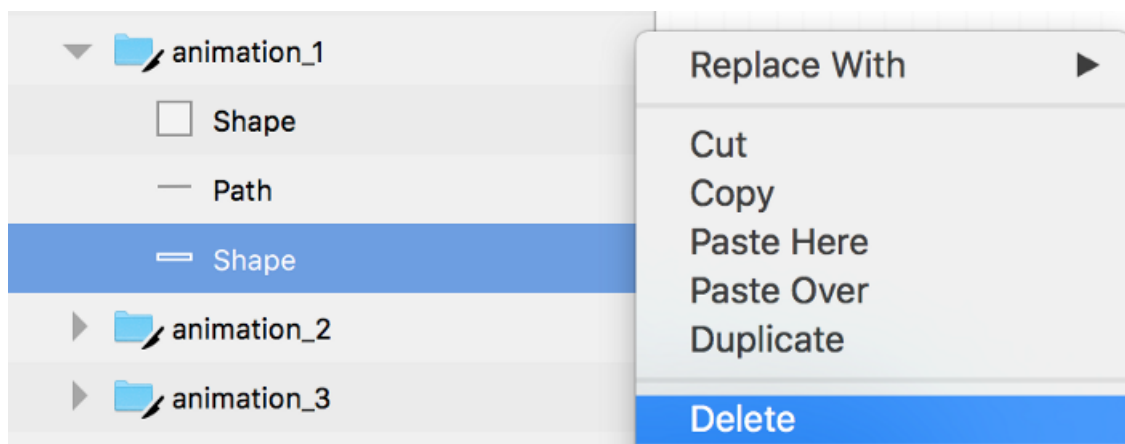 animation_1
Shape
Path
Shape
animation_2
animation_3
Replace With
Cut
Copy
Paste Here
Paste Over
Duplicate
Delete